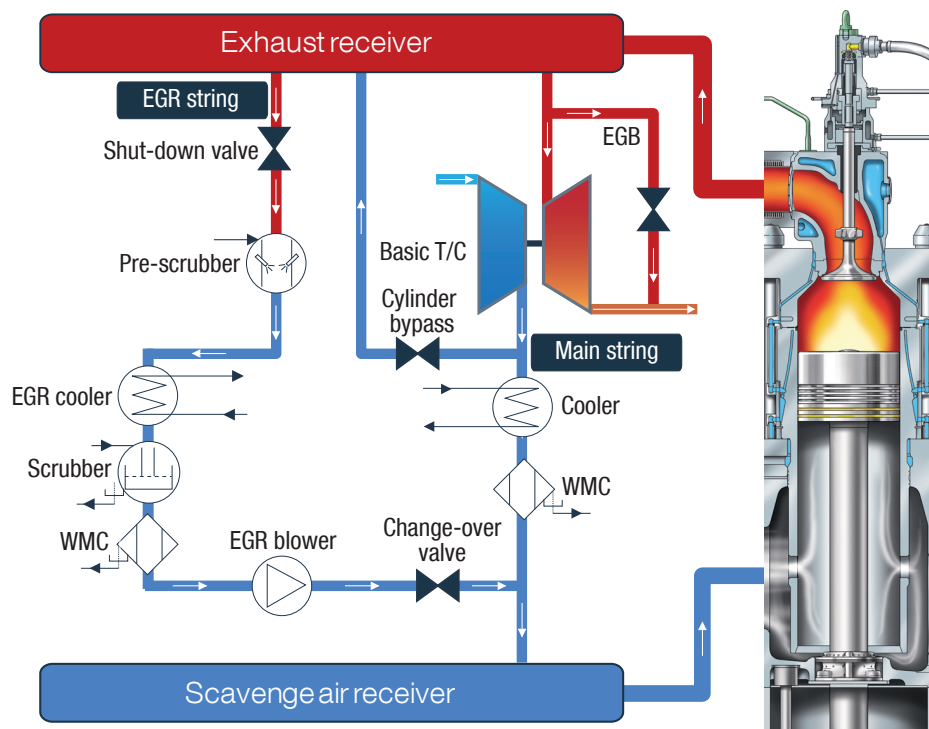 Exhaust receiver
EGR string
Shut-down valve
EGB
Pre-scrubber
Basic T/C
Cylinder
bypass
Main string
EGR cooler
Cooler
Scrubber
WMC
WMC
EGR blower
Change-over
valve
Scavenge air receiver